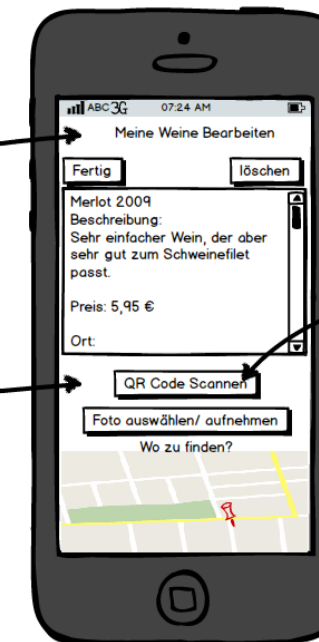 ABC 3G 07:24 AM
Meine Weine Bearbeiten
Fertig löschen
Merlot 2009
Beschreibung:
Sehr einfacher Wein, der aber
sehr gut zum Schweinefilet
passt.
Preis: 5,95 €
Ort:
QR Code Scannen
Foto auswählen/ aufnehmen
Wo zu finden?